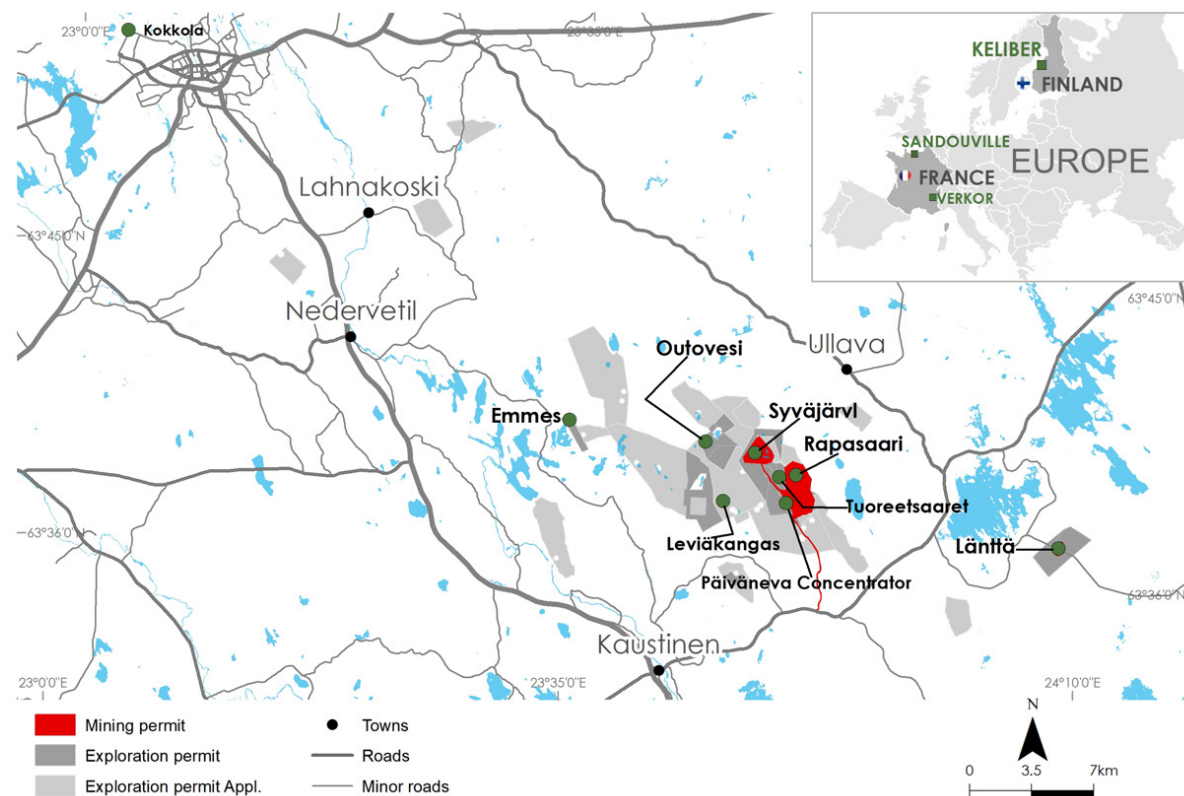 23°0'0"E
Kokkola
23°35'0"E
KELIBER
FINLAND
SANDOUVILLE
EUROPE
FRANCE
VERKOR
Lahnakoski
63°45'0"N
63°45'0"N
Nedervetil
Outovesi
Ullava
Emmes
Syväjärvl
Rapasaari
Tuoreetsaaret
63°36'0"N
Leviäkangas
Länttä
Päiväneva Concentrator
63°36'0"N
Kaustinen
23°0'0"E
23°35'0"E
24°10'0"E
Mining permit
Towns
Exploration permit
Roads
Exploration permit Appl.
Minor roads
N
0 3.5 7km